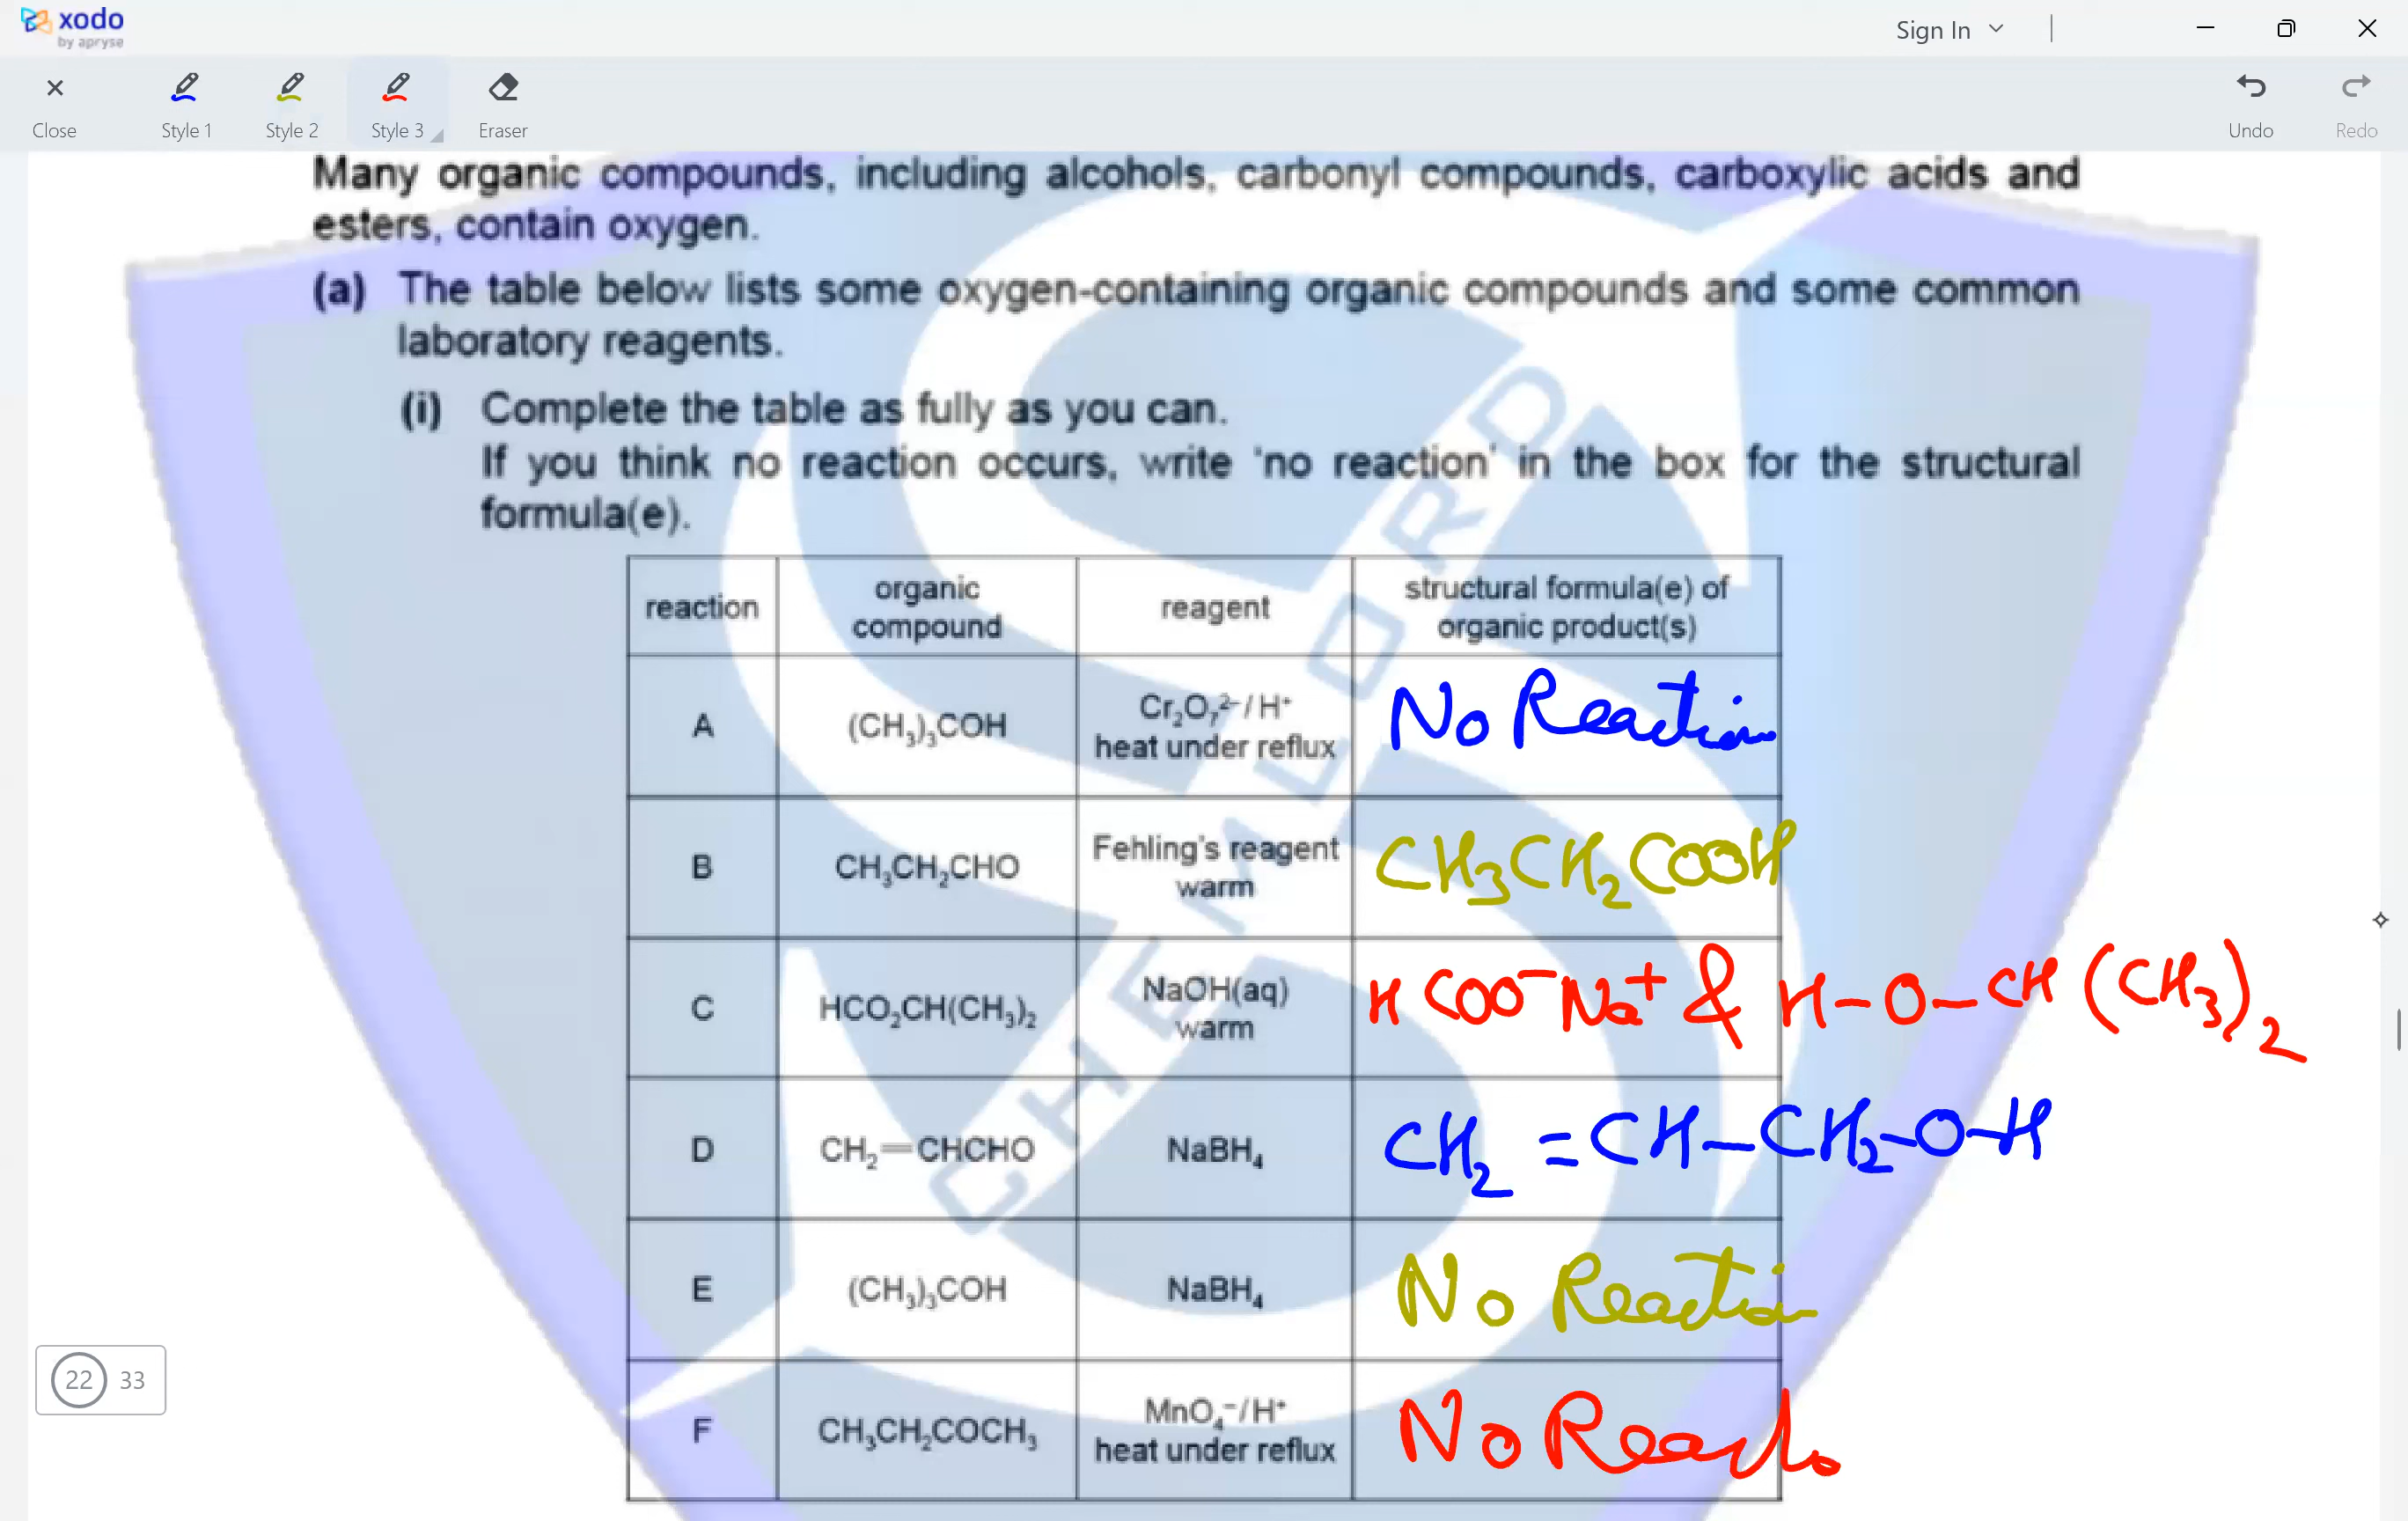 xodo
by apryse
Sign In
Close
Style 1
Style 2
Style 3
Eraser
Undo
Redo
Many organic compounds, including alcohols, carbonyl compounds, carboxylic acids and
esters, contain oxygen.
(a) The table below lists some oxygen-containing organic compounds and some common
laboratory reagents.
(i) Complete the table as fully as you can.
If you think no reaction occurs, write 'no reaction' in the box for the structural
formula(e).
reaction
organic
compound
reagent
structural formula(e) of
organic product(s)
A
(CH₃)₃COH
Cr₂O₇²⁻/H⁺
heat under reflux
No Reaction
B
CH₃CH₂CHO
Fehling's reagent
warm
CH₃CH₂COOH
C
HCO₂CH(CH₃)₂
NaOH(aq)
warm
HCOO⁻Na⁺ & H-O-CH(CH₃)₂
D
CH₂=CHCHO
NaBH₄
CH₂=CH-CH₂-O-H
E
(CH₃)₃COH
NaBH₄
No Reaction
F
CH₃CH₂COCH₃
MnO₄⁻/H⁺
heat under reflux
No
CHEMLORD
22 33